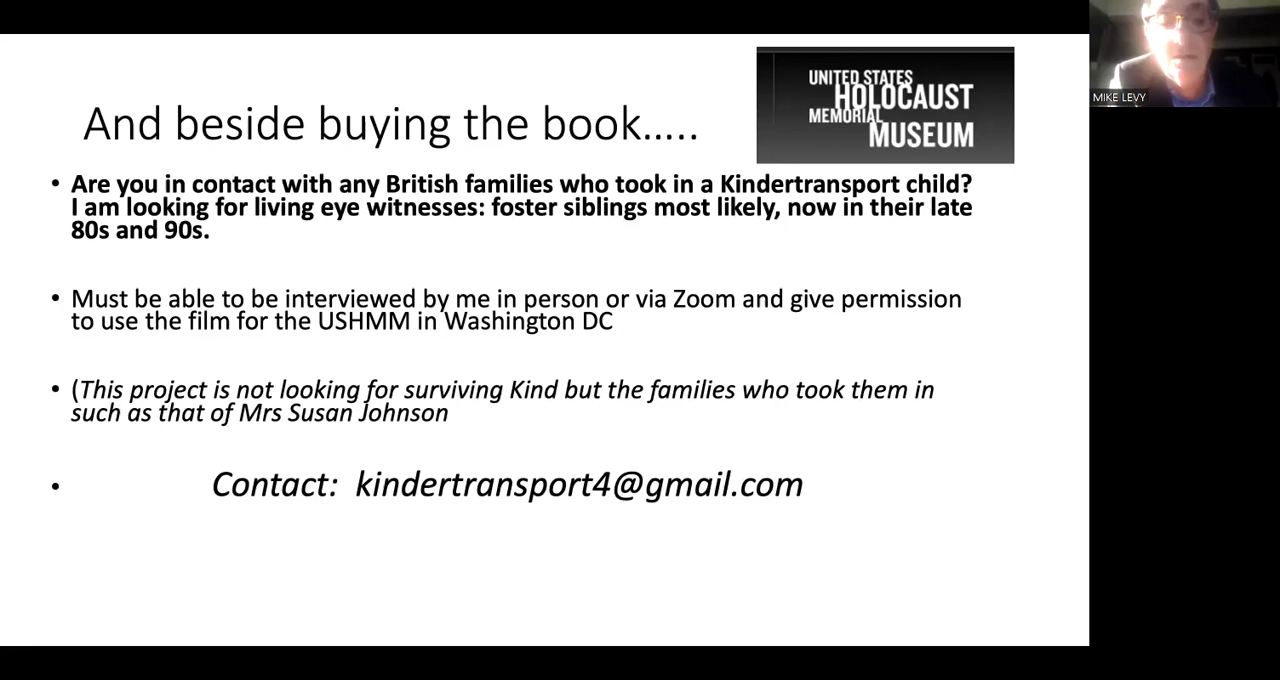 UNITED STATES
HOLOCAUST
MEMORIAL
MUSEUM
MIKE LEVY
And beside buying the book.....
• Are you in contact with any British families who took in a Kindertransport child?
I am looking for living eye witnesses: foster siblings most likely, now in their late
80s and 90s.
• Must be able to be interviewed by me in person or via Zoom and give permission
to use the film for the USHMM in Washington DC
• (This project is not looking for surviving Kind but the families who took them in
such as that of Mrs Susan Johnson
• Contact: kindertransport4@gmail.com